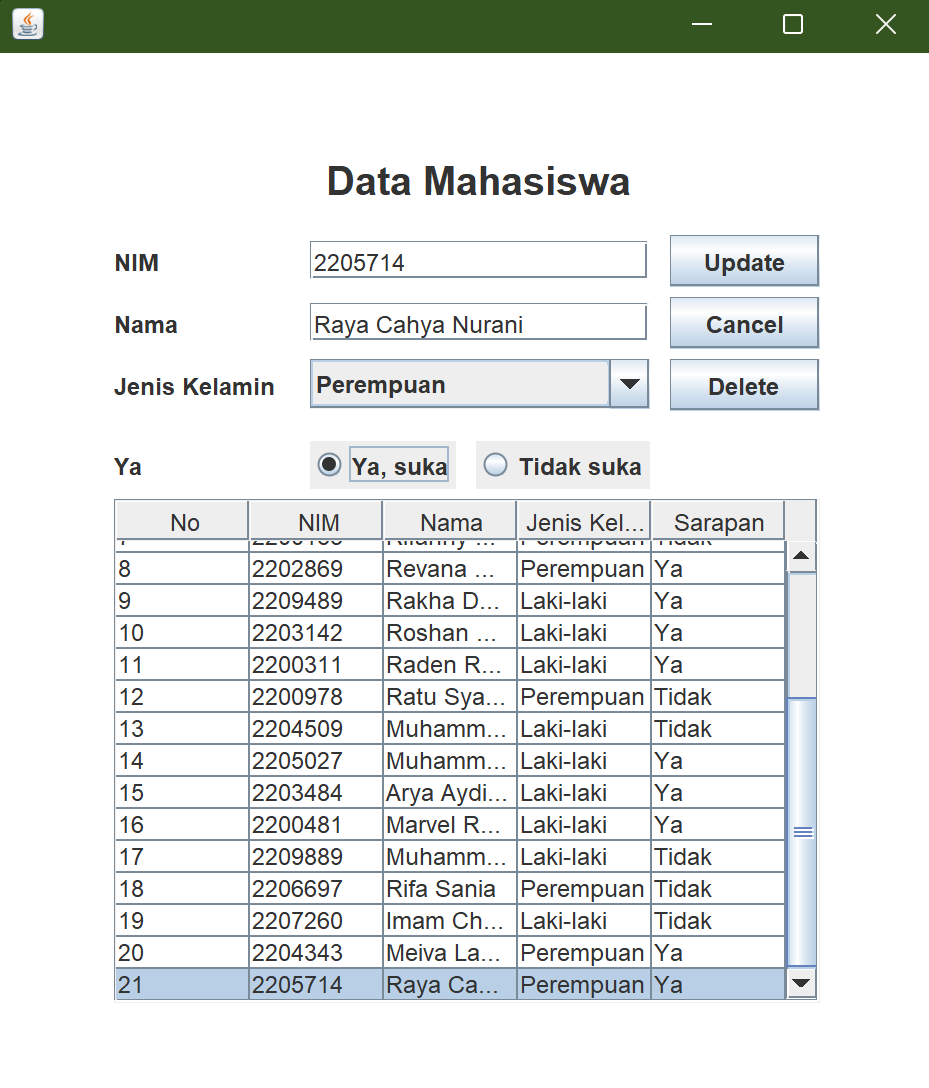 Data Mahasiswa
NIM 2205714 Update
Nama Raya Cahya Nurani Cancel
Jenis Kelamin Perempuan Delete
Ya Ya, suka Tidak suka
No NIM Nama Jenis Kel... Sarapan
8 2202869 Revana ... Perempuan Ya
9 2209489 Rakha D... Laki-laki Ya
10 2203142 Roshan ... Laki-laki Ya
11 2200311 Raden R... Laki-laki Ya
12 2200978 Ratu Sya... Perempuan Tidak
13 2204509 Muhamm... Laki-laki Tidak
14 2205027 Muhamm... Laki-laki Ya
15 2203484 Arya Aydi... Laki-laki Ya
16 2200481 Marvel R... Laki-laki Ya
17 2209889 Muhamm... Laki-laki Tidak
18 2206697 Rifa Sania Perempuan Tidak
19 2207260 Imam Ch... Laki-laki Tidak
20 2204343 Meiva La... Perempuan Ya
21 2205714 Raya Ca... Perempuan Ya